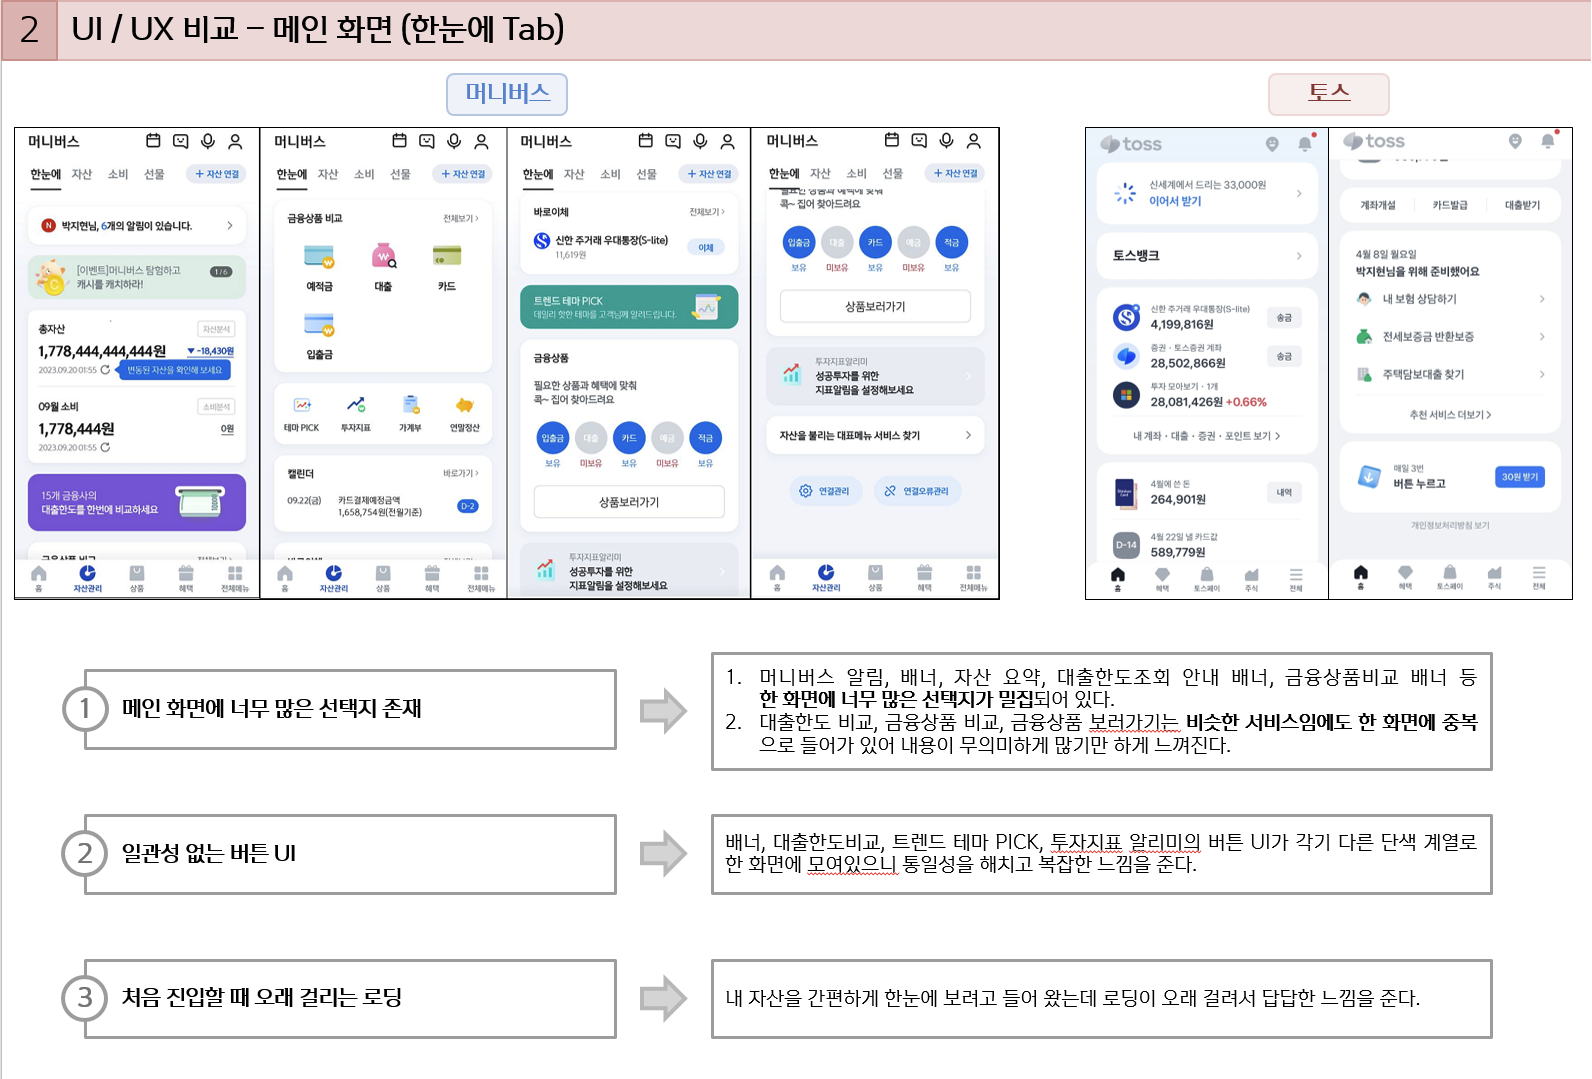 2
UI / UX 비교 – 메인 화면 (한눈에 Tab)
머니버스
토스
머니버스
한눈에 자산 소비 선물 + 자산 연결
N 박지현님, 6개의 알림이 있습니다.
[이벤트]머니버스 탐험하고
캐시를 캐치하라!
1/6
총자산
자산분석
1,778,444,444,444원
▼ -18,430원
2023.09.20 01:55
변동된 자산을 확인해 보세요
09월 소비
소비분석
1,778,444원
0원
2023.09.20 01:55
15개 금융사의
대출한도를 한번에 비교하세요
금융상품 비교 전체보기 ›
홈 자산관리 상품 혜택 전체메뉴
머니버스
한눈에 자산 소비 선물 + 자산 연결
금융상품 비교
전체보기 ›
예적금 대출 카드
입출금
테마 PICK 투자지표 가계부 연말정산
캘린더
바로가기 ›
09.22(금)
카드결제예정금액
1,658,754원(전월기준)
D-2
바로이체 전체보기 ›
홈 자산관리 상품 혜택 전체메뉴
머니버스
한눈에 자산 소비 선물 + 자산 연결
바로이체
전체보기 ›
신한 주거래 우대통장(S-lite)
11,619원
이체
트렌드 테마 PICK
데일리 핫한 테마를 고객님께 알려드립니다.
금융상품
필요한 상품과 혜택에 맞춰
콕~ 집어 찾아드려요
입출금 대출 카드 예금 적금
보유 미보유 보유 미보유 보유
상품보러가기
투자지표알리미
성공투자를 위한
지표알림을 설정해보세요
홈 자산관리 상품 혜택 전체메뉴
머니버스
한눈에 자산 소비 선물 + 자산 연결
필요한 상품과 혜택에 맞춰
콕~ 집어 찾아드려요
입출금 대출 카드 예금 적금
보유 미보유 보유 미보유 보유
상품보러가기
투자지표알리미
성공투자를 위한
지표알림을 설정해보세요
자산을 불리는 대표메뉴 서비스 찾기
연결관리
연결오류관리
홈 자산관리 상품 혜택 전체메뉴
toss
신세계에서 드리는 33,000원
이어서 받기
토스뱅크
신한 주거래 우대통장(S-lite)
4,199,816원
송금
증권 · 토스증권 계좌
28,502,866원
송금
투자 모아보기 · 1개
28,081,426원 +0.66%
내 계좌 · 대출 · 증권 · 포인트 보기 >
4월에 쓴 돈
264,901원
내역
D-14
4월 22일 낼 카드값
589,779원
홈 혜택 토스페이 주식 전체
toss
계좌개설 카드발급 대출받기
4월 8일 월요일
박지현님을 위해 준비했어요
내 보험 상담하기
전세보증금 반환보증
주택담보대출 찾기
추천 서비스 더보기 >
매일 3번
버튼 누르고
30원 받기
개인정보처리방침 보기
홈 혜택 토스페이 주식 전체
1
메인 화면에 너무 많은 선택지 존재
1. 머니버스 알림, 배너, 자산 요약, 대출한도조회 안내 배너, 금융상품비교 배너 등
한 화면에 너무 많은 선택지가 밀집되어 있다.
2. 대출한도 비교, 금융상품 비교, 금융상품 보러가기는 비슷한 서비스임에도 한 화면에 중복
으로 들어가 있어 내용이 무의미하게 많기만 하게 느껴진다.
2
일관성 없는 버튼 UI
배너, 대출한도비교, 트렌드 테마 PICK, 투자지표 알리미의 버튼 UI가 각기 다른 단색 계열로
한 화면에 모여있으니 통일성을 해치고 복잡한 느낌을 준다.
3
처음 진입할 때 오래 걸리는 로딩
내 자산을 간편하게 한눈에 보려고 들어 왔는데 로딩이 오래 걸려서 답답한 느낌을 준다.